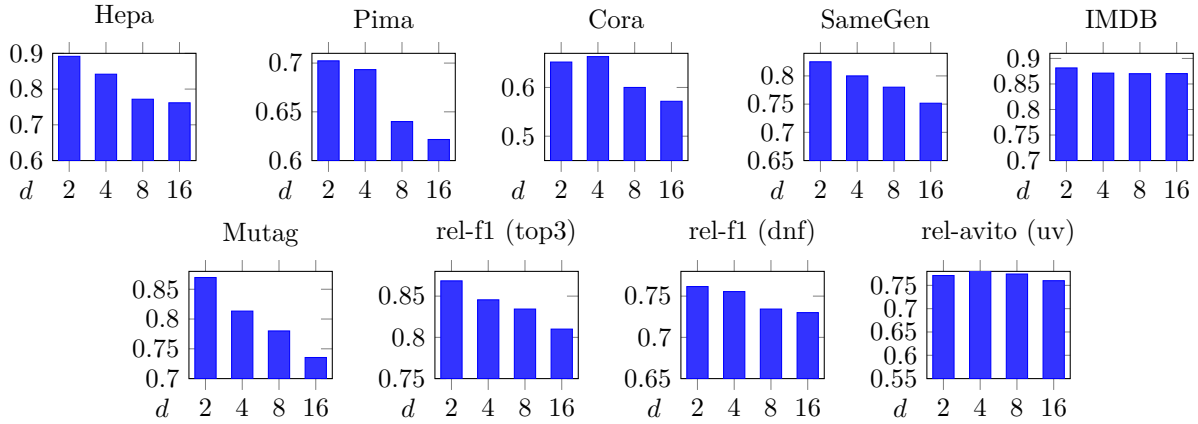 Hepa Pima Cora SameGen IMDB
0.9 0.8 0.7 0.6
d 2 4 8 16
0.7 0.65 0.6
d 2 4 8 16
0.6 0.5
d 2 4 8 16
0.8 0.75 0.7 0.65
d 2 4 8 16
0.9 0.85 0.8 0.75 0.7
d 2 4 8 16
Mutag rel-f1 (top3) rel-f1 (dnf) rel-avito (uv)
0.85 0.8 0.75 0.7
d 2 4 8 16
0.85 0.8 0.75
d 2 4 8 16
0.75 0.7 0.65
d 2 4 8 16
0.75 0.7 0.65 0.6 0.55
d 2 4 8 16